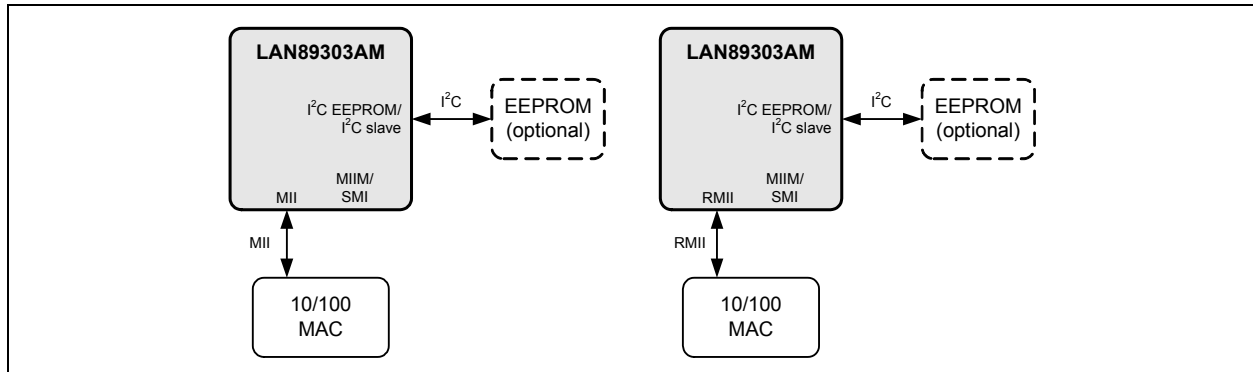 LAN89303AM
I²C EEPROM/
I²C slave
I²C
EEPROM
(optional)
MIIM/
SMI
MII
MII
10/100
MAC
LAN89303AM
I²C EEPROM/
I²C slave
I²C
EEPROM
(optional)
MIIM/
SMI
RMII
RMII
10/100
MAC